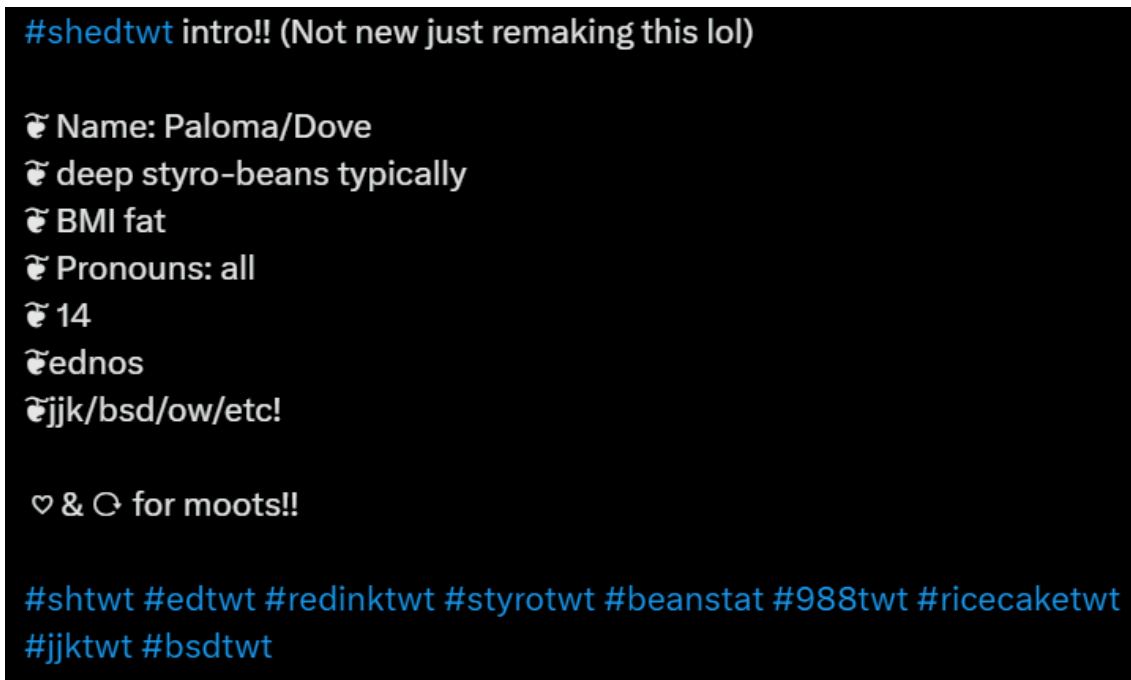 #shedtwt intro!! (Not new just remaking this lol)
❦ Name: Paloma/Dove
❦ deep styro-beans typically
❦ BMI fat
❦ Pronouns: all
❦ 14
❦ednos
❦jjk/bsd/ow/etc!
♡ & ⟳ for moots!!
#shtwt #edtwt #redinktwt #styrotwt #beanstat #988twt #ricecaketwt
#jjktwt #bsdtwt